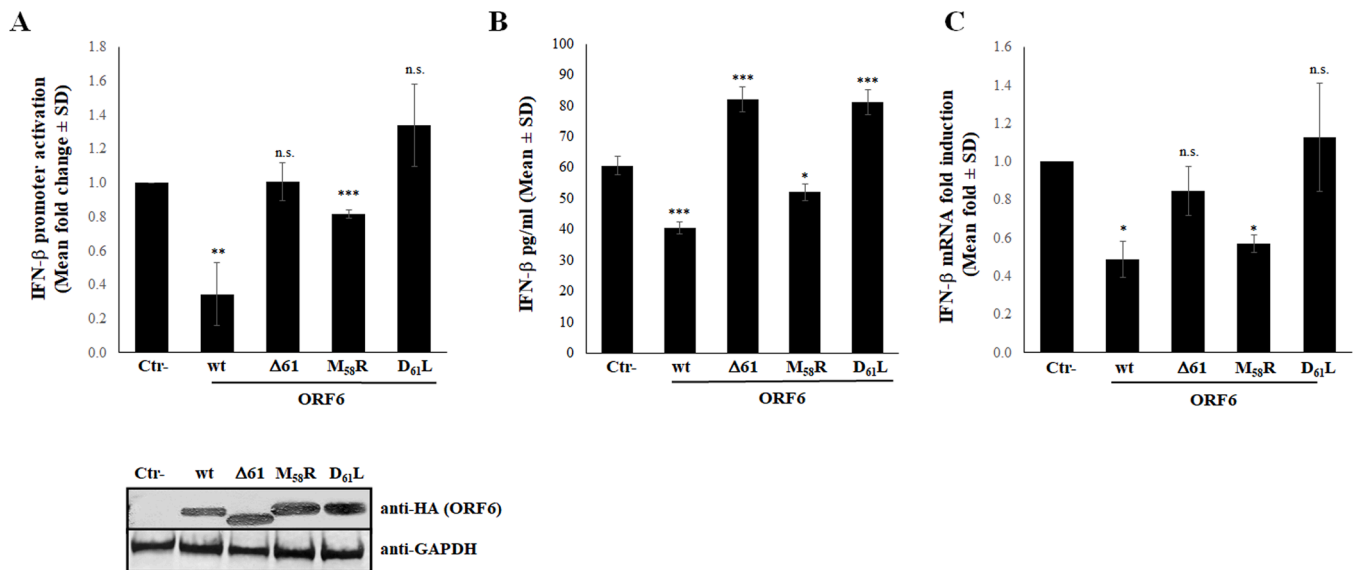 A
IFN-β promoter activation
(Mean fold change ± SD)
1.8
1.6
1.4
1.2
1.0
0.8
0.6
0.4
0.2
0.0
**
n.s.
***
n.s.
Ctr- wt Δ61 M₅₈R D₆₁L
ORF6
B
IFN-β pg/ml (Mean ± SD)
100
90
80
70
60
50
40
30
20
10
0
***
***
*
***
Ctr- wt Δ61 M₅₈R D₆₁L
ORF6
C
IFN-β mRNA fold induction
(Mean fold ± SD)
1.6
1.4
1.2
1.0
0.8
0.6
0.4
0.2
0.0
*
n.s.
*
n.s.
Ctr- wt Δ61 M₅₈R D₆₁L
ORF6
Ctr- wt Δ61 M₅₈R D₆₁L
anti-HA (ORF6)
anti-GAPDH